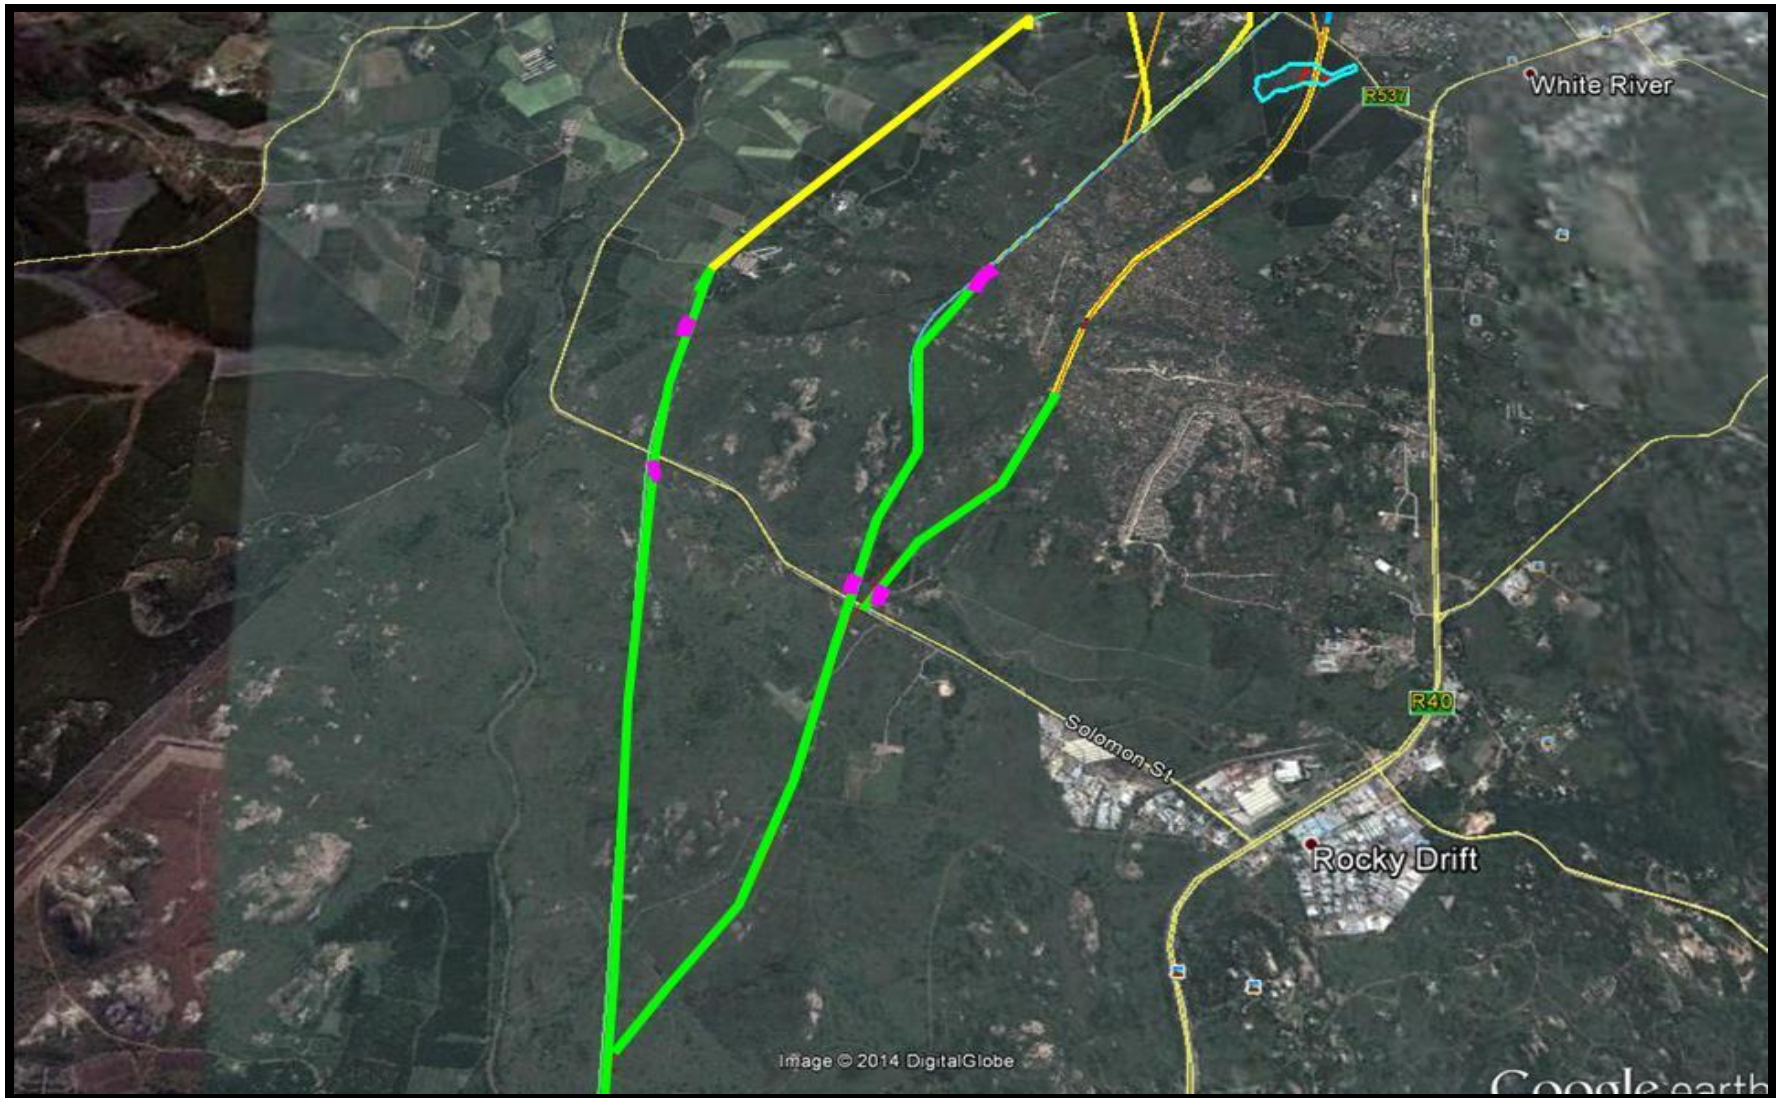 White River
R537
R40
Solomon St
Rocky Drift
Image © 2014 DigitalGlobe
Google earth